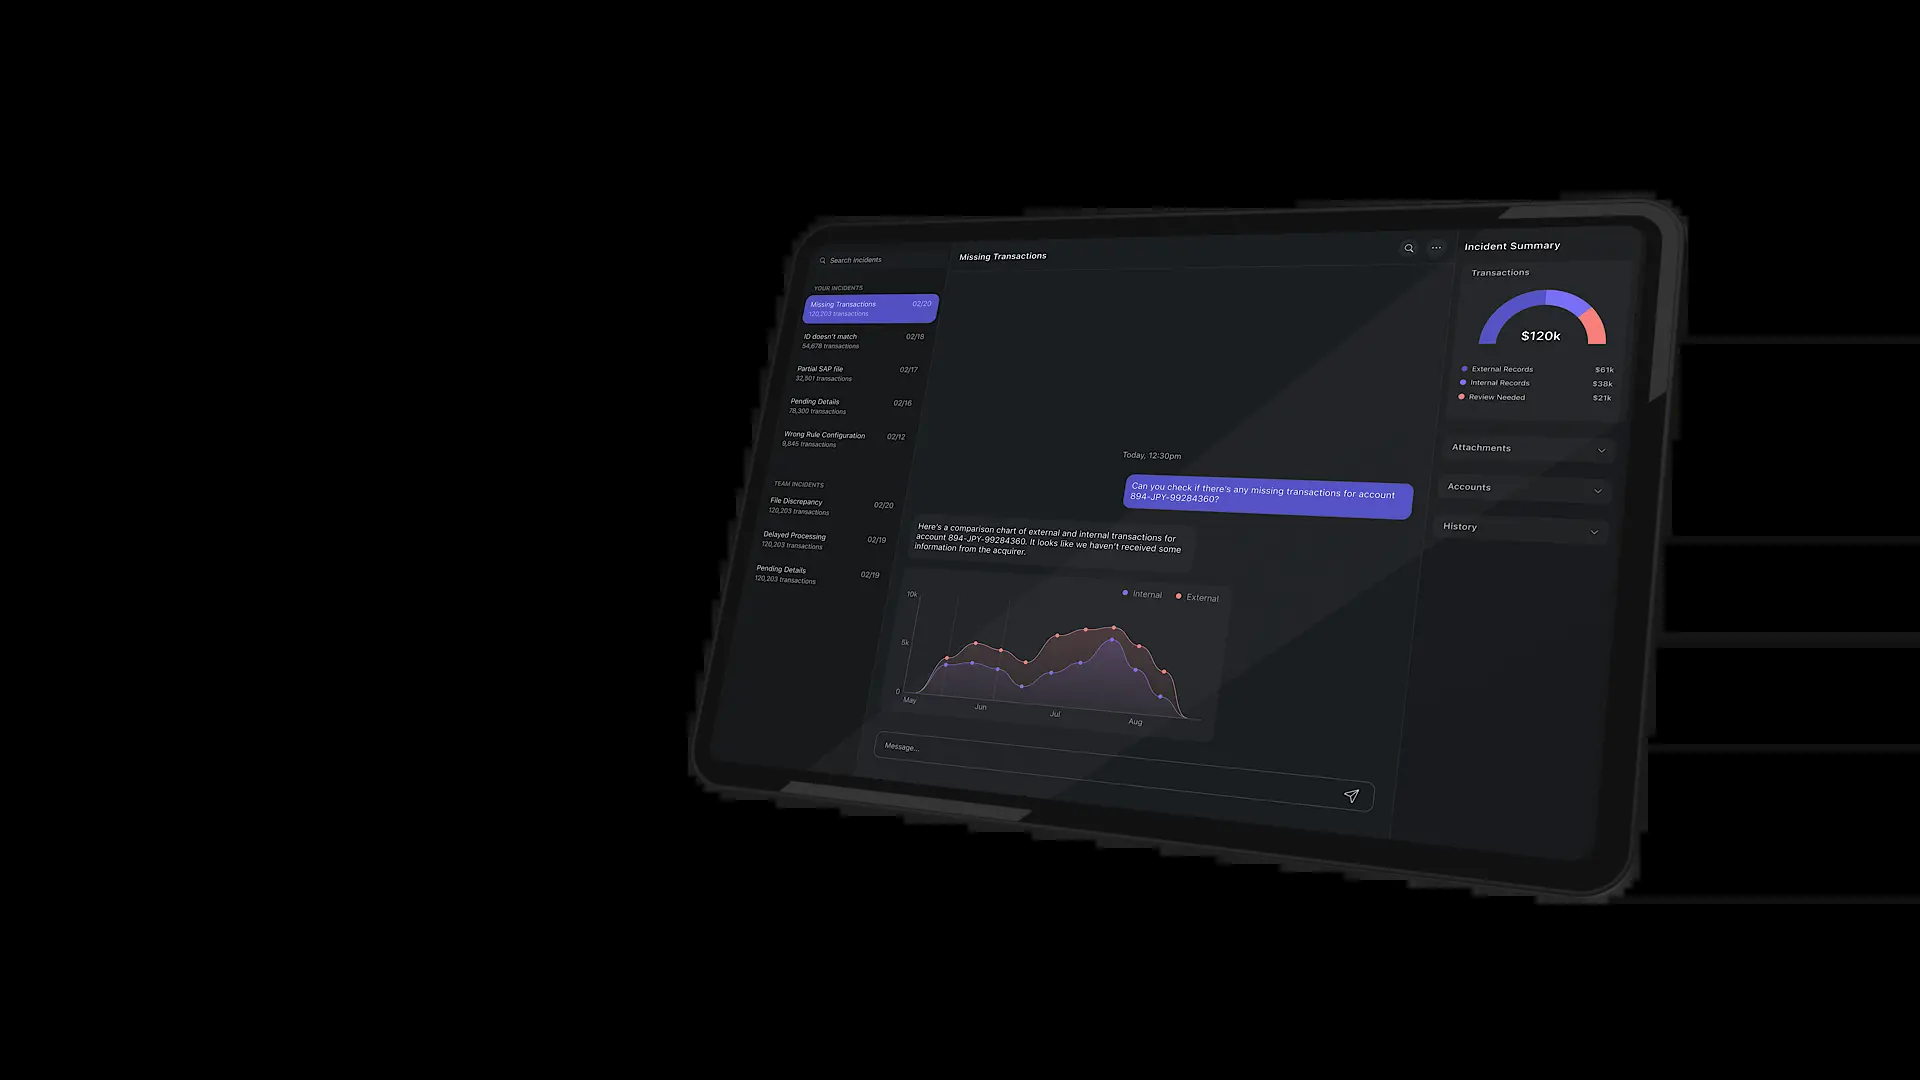 Search Incidents
YOUR INCIDENTS
Missing Transactions 02/20
120,203 transactions
ID doesn't match 02/18
54,678 transactions
Partial SAP file 02/17
32,901 transactions
Pending Details 02/16
78,300 transactions
Wrong Rule Configuration 02/12
9,845 transactions
TEAM INCIDENTS
File Discrepancy 02/20
120,203 transactions
Delayed Processing 02/19
120,203 transactions
Pending Details 02/19
120,203 transactions
Missing Transactions
Today, 12:30pm
Can you check if there's any missing transactions for account
894-JPY-99284360?
Here's a comparison chart of external and internal transactions for
account 894-JPY-99284360. It looks like we haven't received some
information from the acquirer.
Internal External
10k
5k
0
May Jun Jul Aug
Message...
Incident Summary
Transactions
$120k
External Records $61k
Internal Records $38k
Review Needed $21k
Attachments
Accounts
History